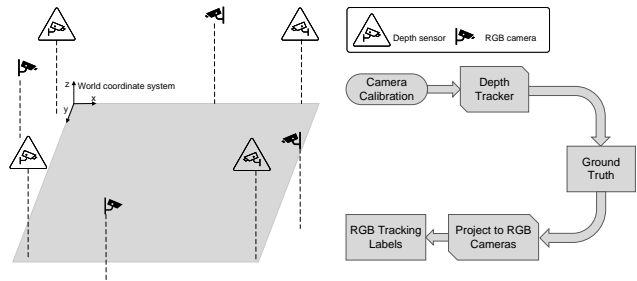 Depth sensor
RGB camera
z
World coordinate system
x
y
Camera
Calibration
Depth
Tracker
Ground
Truth
RGB Tracking
Labels
Project to RGB
Cameras